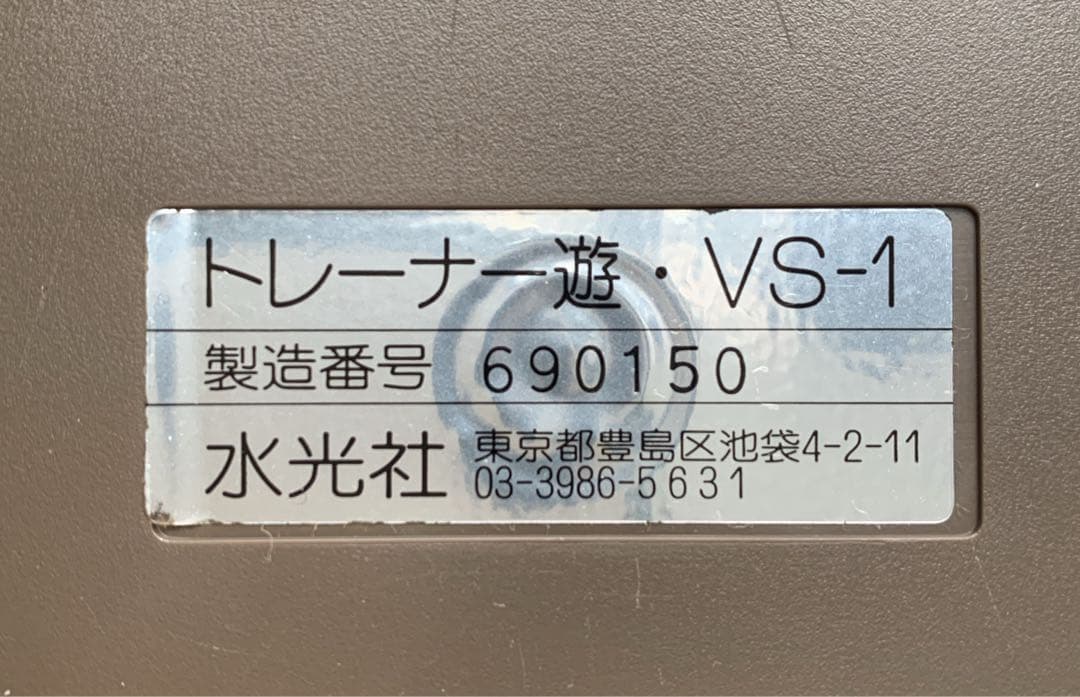 トレーナー遊・VS-1
製造番号 690150
水光社 東京都豊島区池袋4-2-11
03-3986-5631